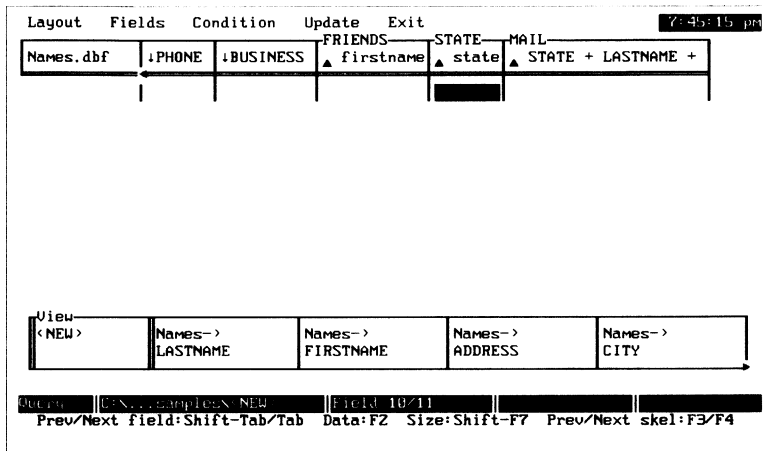 Layout Fields Condition Update Exit 7:45:15 pm
FRIENDS STATE MAIL
Names.dbf ↓PHONE ↓BUSINESS ▲ firstname ▲ state ▲ STATE + LASTNAME +
View
<NEW> Names-> Names-> Names-> Names->
LASTNAME FIRSTNAME ADDRESS CITY
Query C:\...samples\<NEW Field 10/11
Prev/Next field:Shift-Tab/Tab Data:F2 Size:Shift-F7 Prev/Next skel:F3/F4